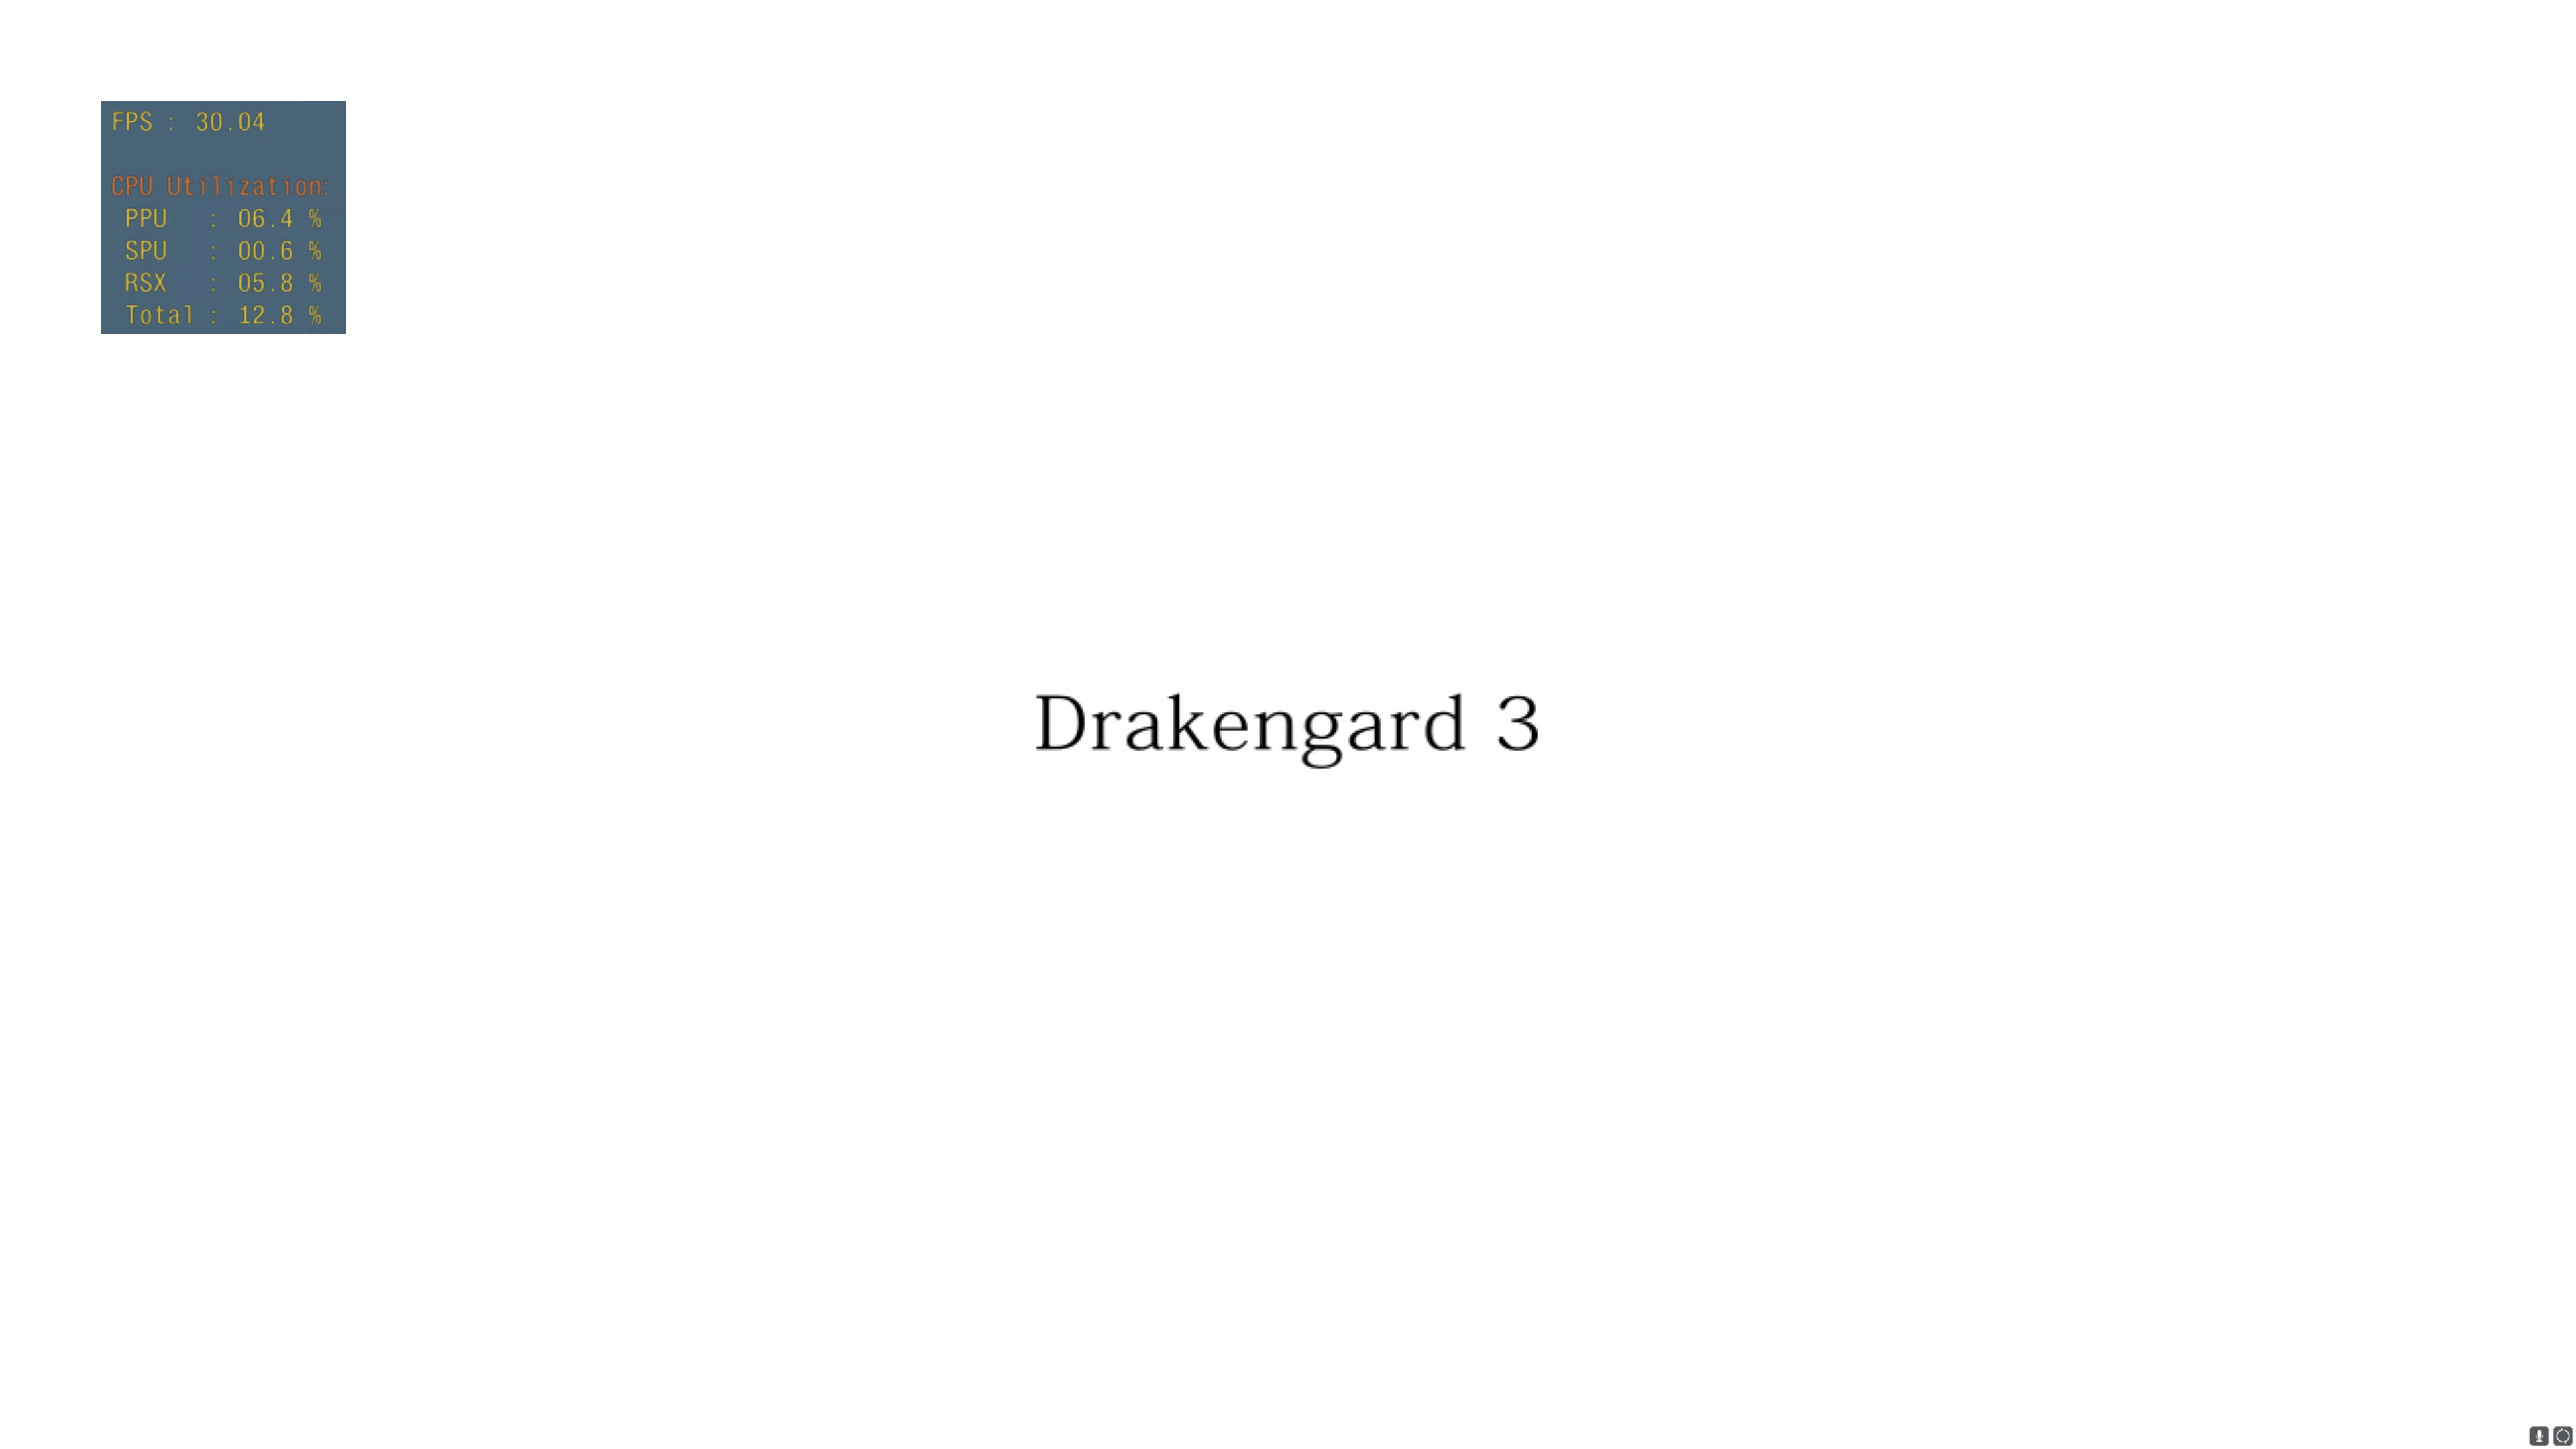 FPS : 30.04
CPU Utilization:
PPU : 06.4 %
SPU : 00.6 %
RSX : 05.8 %
Total : 12.8 %
Drakengard 3